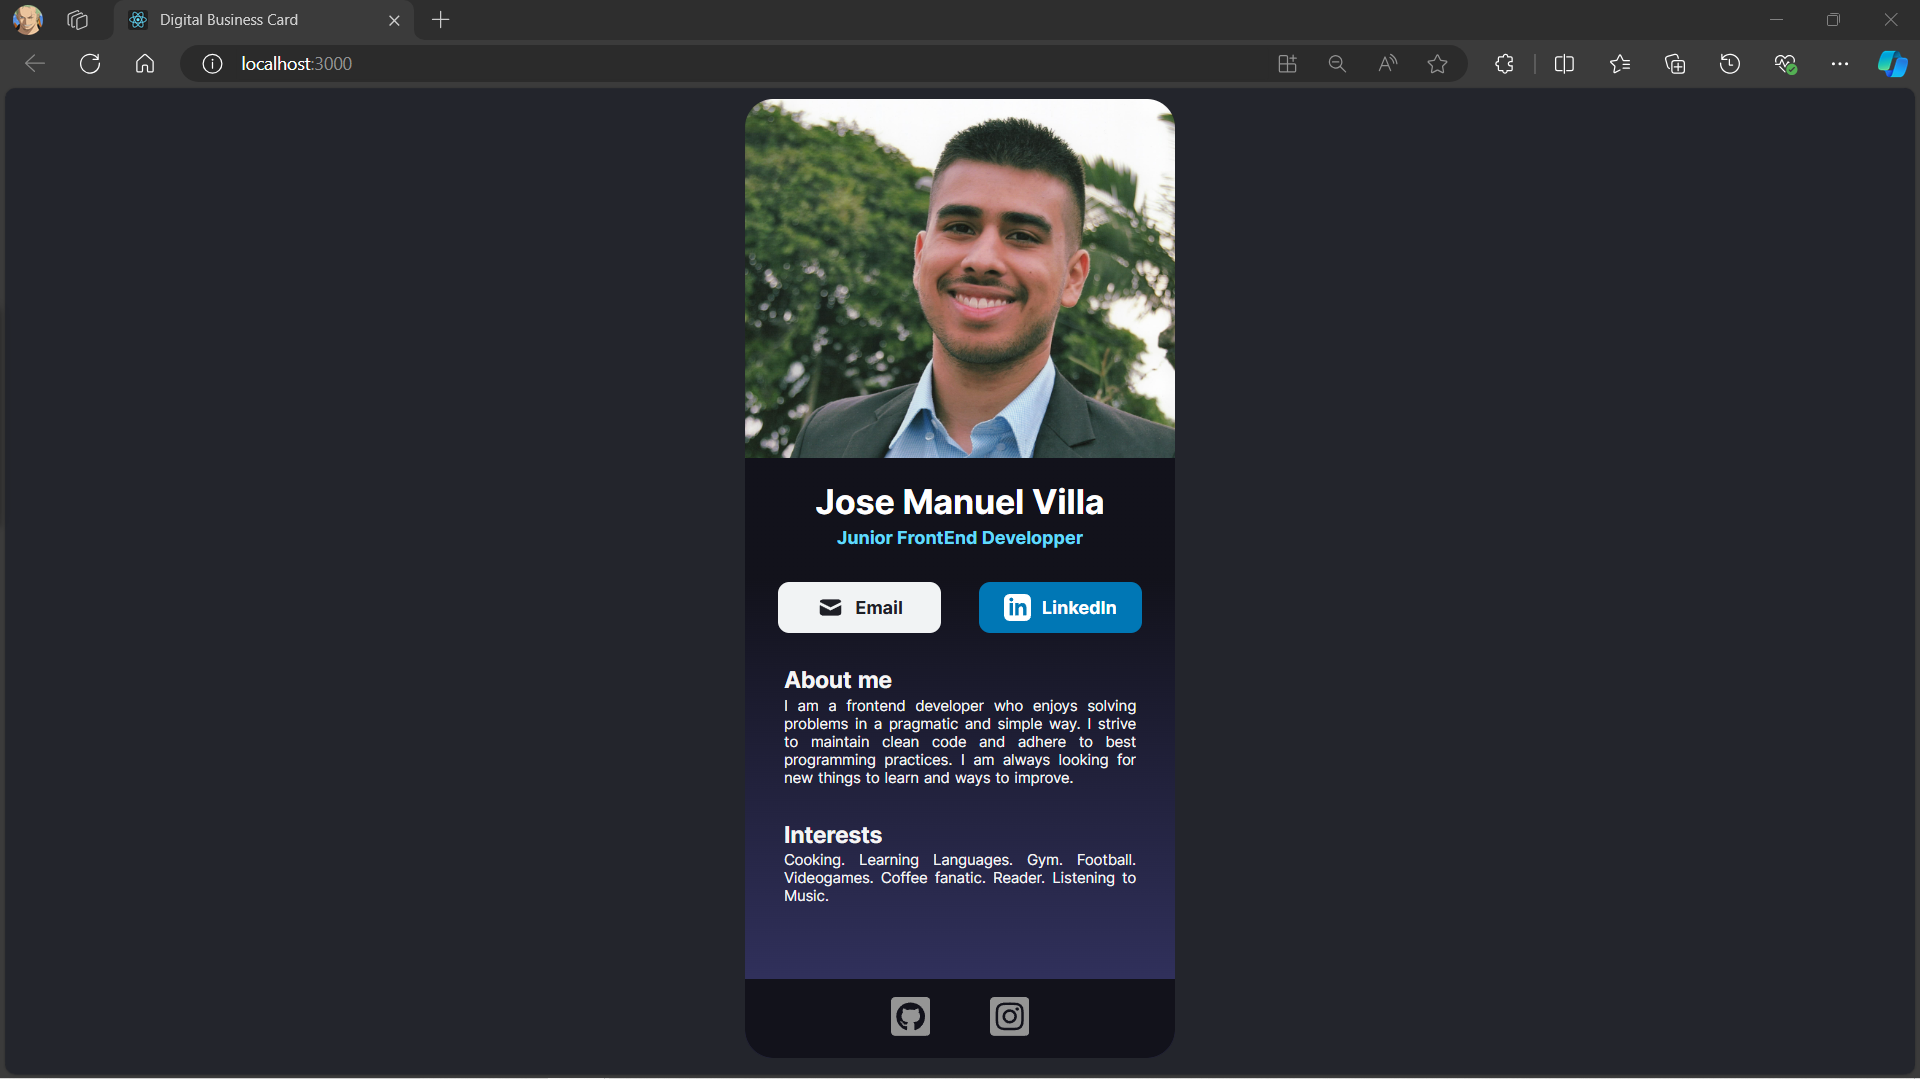 Digital Business Card
localhost:3000
Jose Manuel Villa
Junior FrontEnd Developper
Email
in LinkedIn
About me
I am a frontend developer who enjoys solving
problems in a pragmatic and simple way. I strive
to maintain clean code and adhere to best
programming practices. I am always looking for
new things to learn and ways to improve.
Interests
Cooking. Learning Languages. Gym. Football.
Videogames. Coffee fanatic. Reader. Listening to
Music.